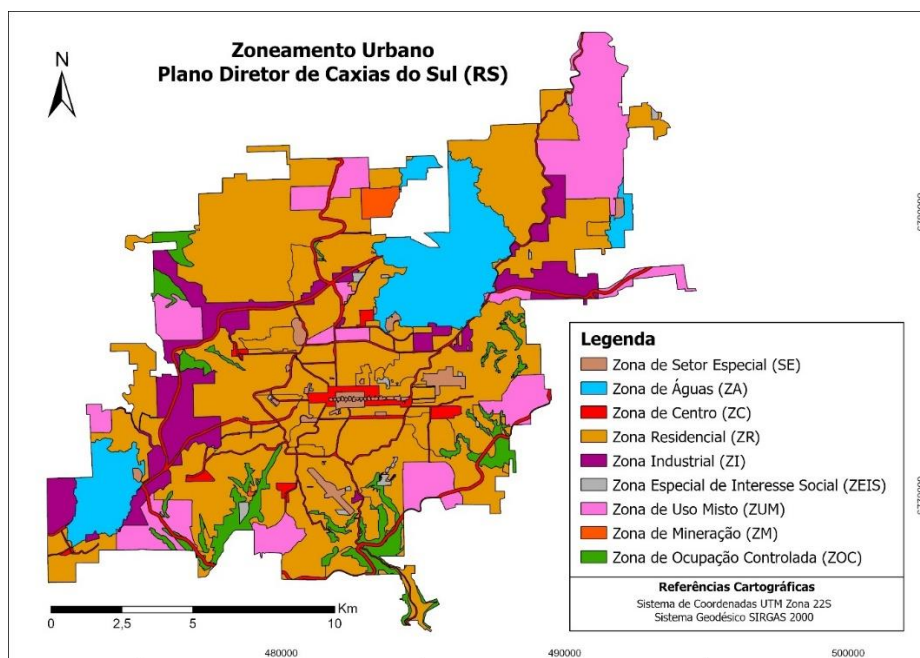 Zoneamento Urbano
Plano Diretor de Caxias do Sul (RS)
N
Legenda
Zona de Setor Especial (SE)
Zona de Águas (ZA)
Zona de Centro (ZC)
Zona Residencial (ZR)
Zona Industrial (ZI)
Zona Especial de Interesse Social (ZEIS)
Zona de Uso Misto (ZUM)
Zona de Mineração (ZM)
Zona de Ocupação Controlada (ZOC)
Referências Cartográficas
Sistema de Coordenadas UTM Zona 22S
Sistema Geodésico SIRGAS 2000
Km
0 2,5 5 10
480000 490000 500000